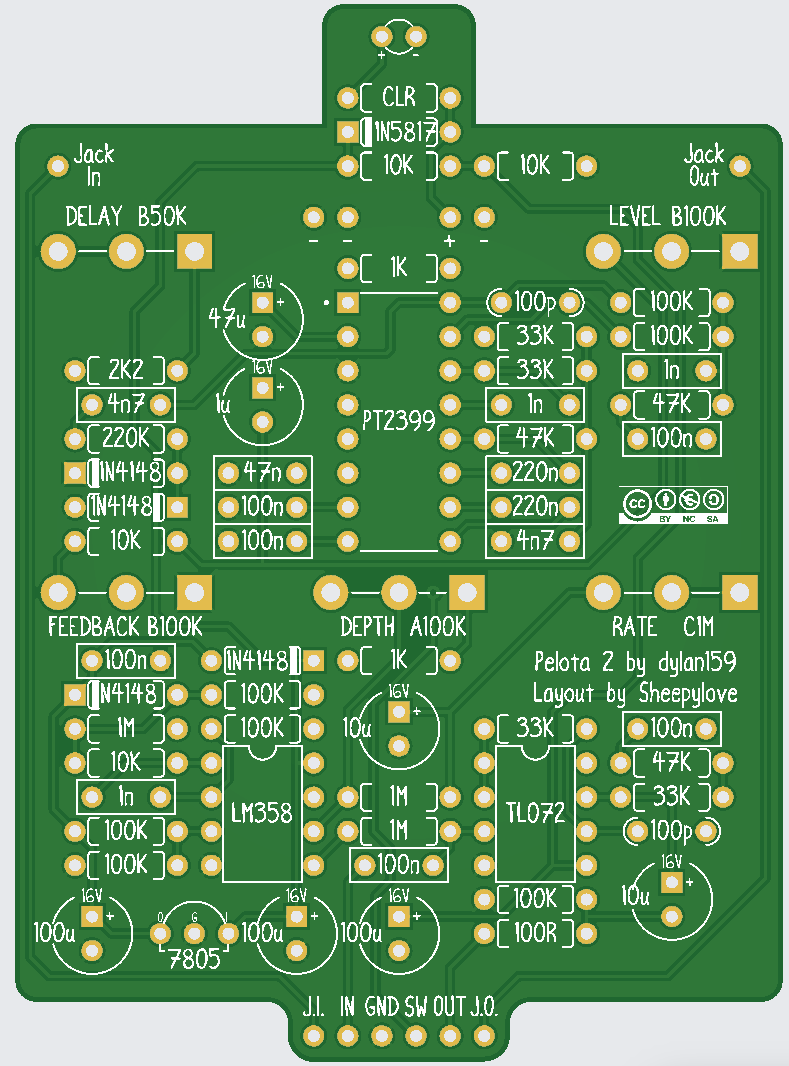 + -
CLR
1N5817
10K 10K
Jack In
Jack Out
DELAY B50K
LEVEL B100K
- - + -
1K
16V
+
47u
100p 100K
33K 100K
16V
+
1u
2K2
33K 1n
4n7
1n 47K
PT2399
220K
47K 100n
1N4148
47n
220n
1N4148
100n
220n
cc BY NC SA
10K
100n
4n7
FEEDBACK B100K
DEPTH A100K
RATE C1M
100n
1N4148
1K
Pelota 2 by dylan159
N4148
100K
16V
+
Layout by Sheepylove
1M
100K
10u
33K
100n
10K
47K
1n
LM358
1M
TL072
33K
100K
1M
100p
100K
100n
16V
+
10u
16V
+
100u
O G I
7805
16V
+
100u
16V
+
100u
100K
100R
J.I. IN GND SW OUT J.O.